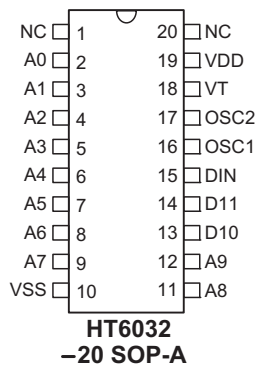 NC 1 20 NC
A0 2 19 VDD
A1 3 18 VT
A2 4 17 OSC2
A3 5 16 OSC1
A4 6 15 DIN
A5 7 14 D11
A6 8 13 D10
A7 9 12 A9
VSS 10 11 A8
HT6032
–20 SOP-A